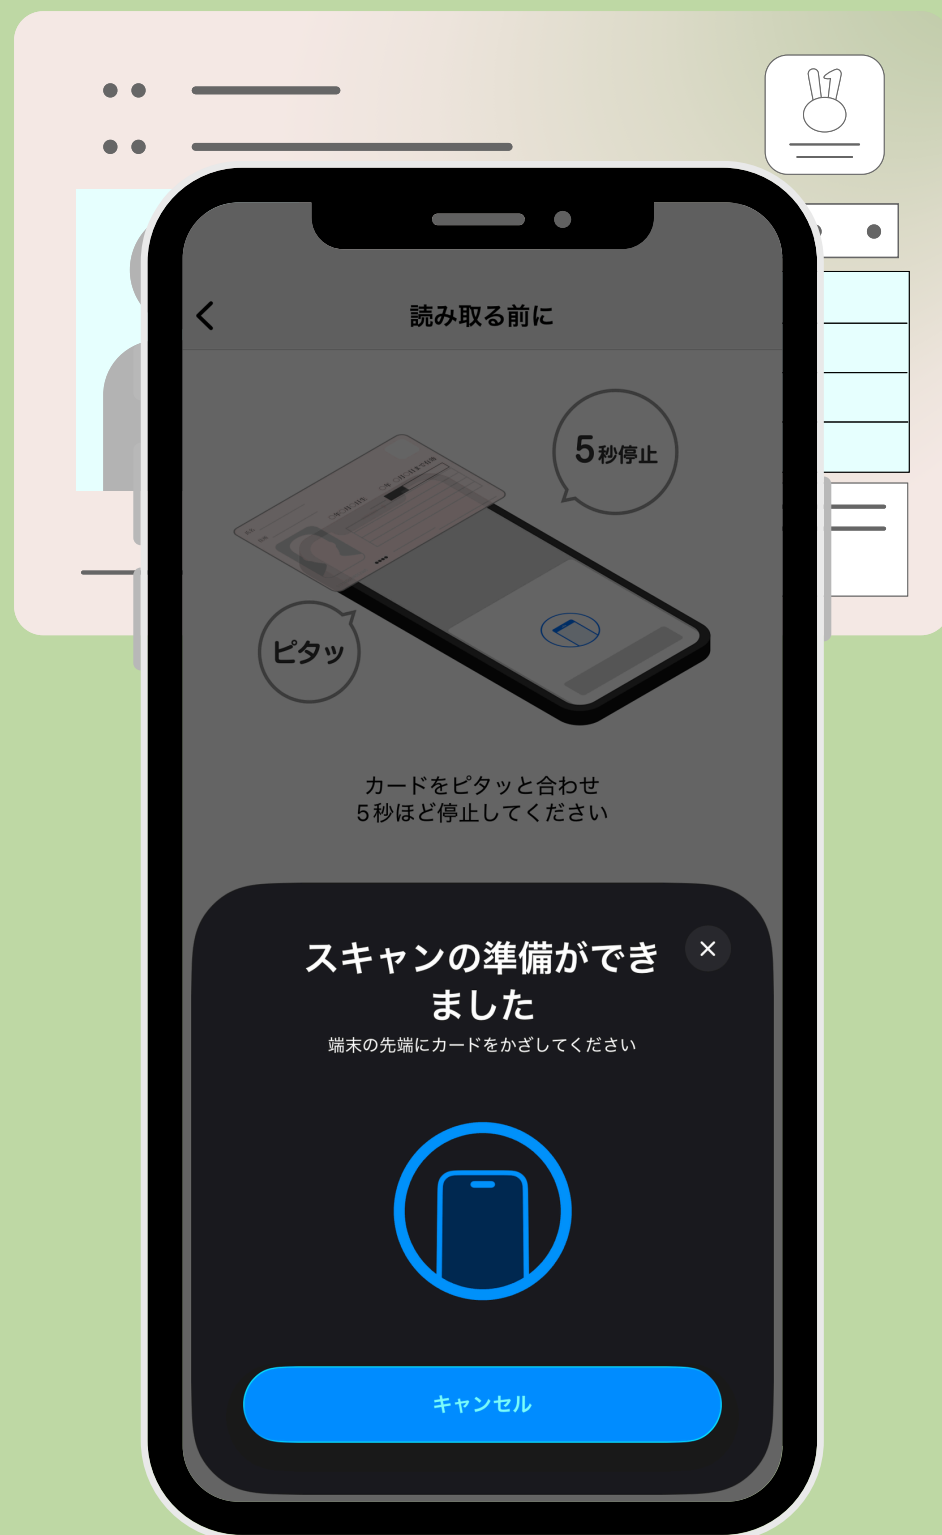 読み取る前に
5秒停止
ピタッ
カードをピタッと合わせ
5秒ほど停止してください
スキャンの準備ができ
ました
端末の先端にカードをかざしてください
キャンセル